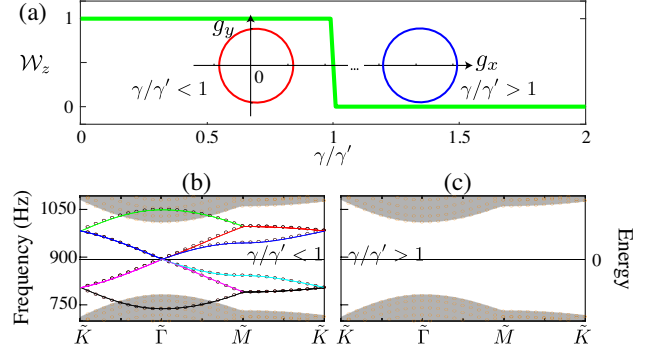 (a)
1
0
𝒲_z
g_y
0
...
g_x
γ/γ′ < 1
γ/γ′ > 1
0 0.5 1 1.5 2
γ/γ′
(b) (c)
Frequency (Hz)
1050
900
750
γ/γ′ < 1
γ/γ′ > 1
0
Energy
K̃ Γ̃ M̃ K̃ K̃ Γ̃ M̃ K̃